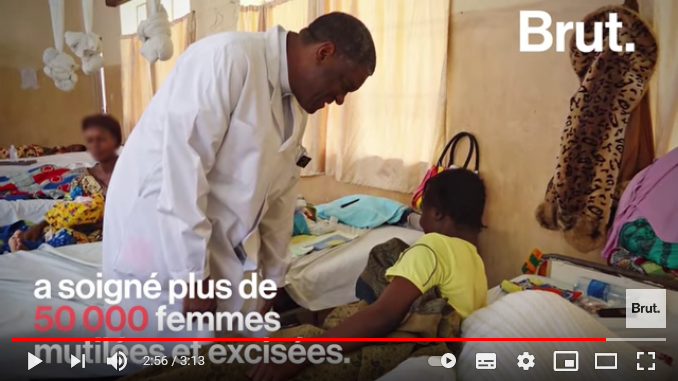 Brut.
a soigné plus de
50 000 femmes
mutilées et excisées.
Brut.
2:56 / 3:13